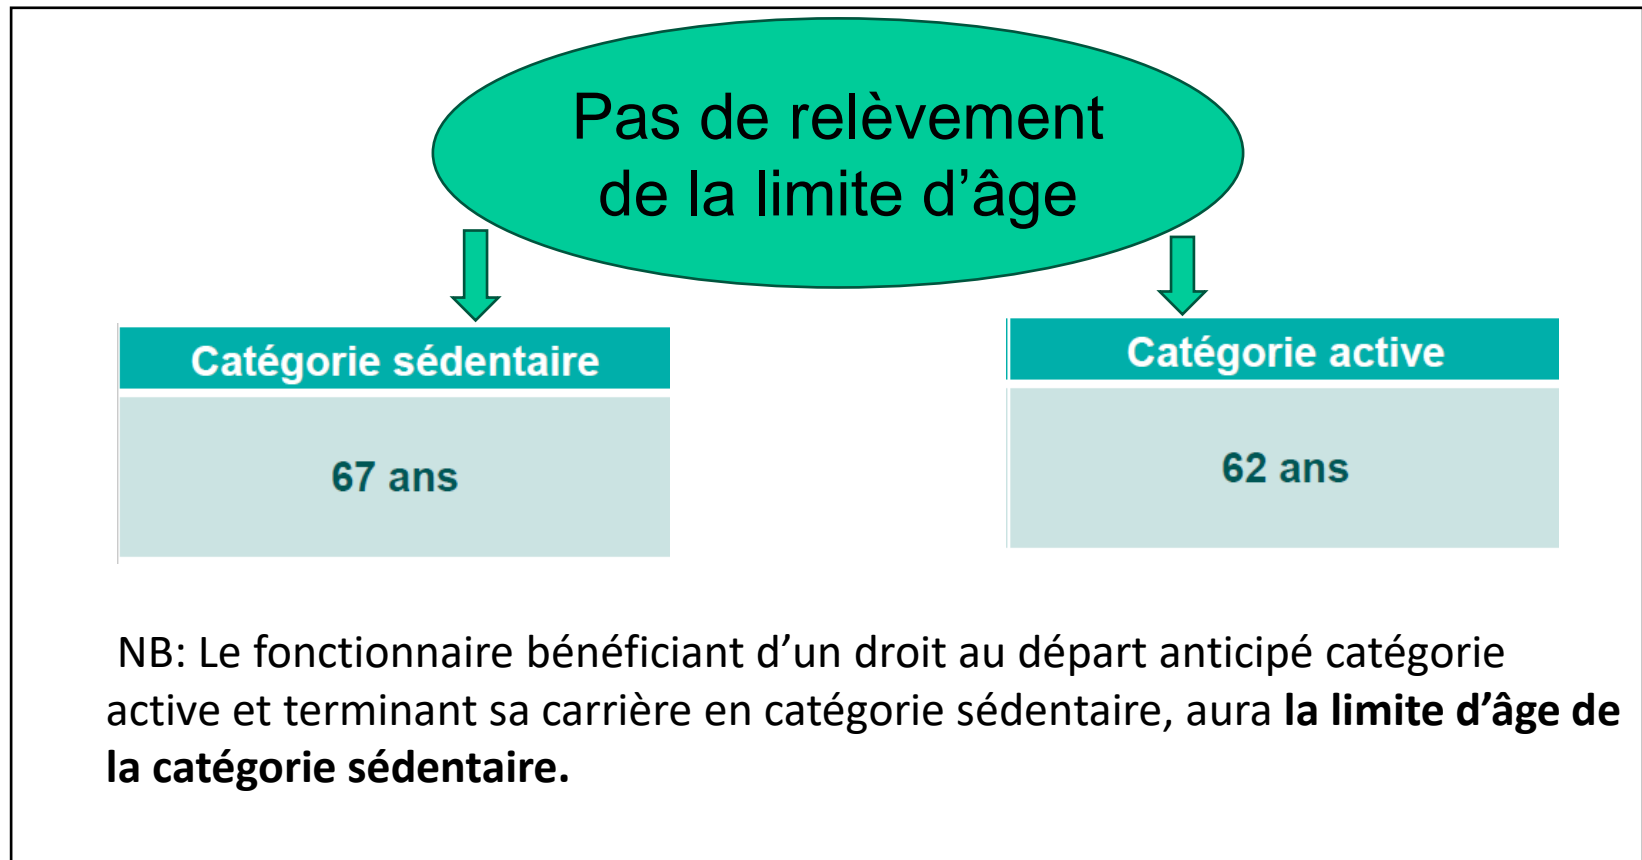 Pas de relèvement
de la limite d’âge
Catégorie sédentaire
67 ans
Catégorie active
62 ans
NB: Le fonctionnaire bénéficiant d’un droit au départ anticipé catégorie
active et terminant sa carrière en catégorie sédentaire, aura la limite d’âge de
la catégorie sédentaire.